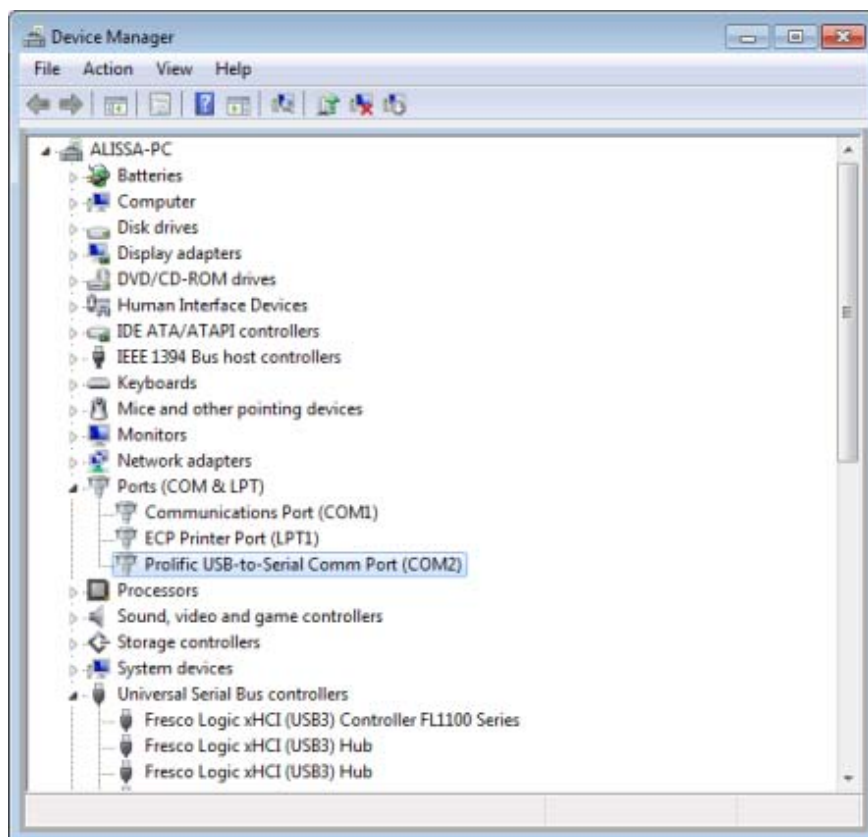 Device Manager
File Action View Help
ALISSA-PC
Batteries
Computer
Disk drives
Display adapters
DVD/CD-ROM drives
Human Interface Devices
IDE ATA/ATAPI controllers
IEEE 1394 Bus host controllers
Keyboards
Mice and other pointing devices
Monitors
Network adapters
Ports (COM & LPT)
Communications Port (COM1)
ECP Printer Port (LPT1)
Prolific USB-to-Serial Comm Port (COM2)
Processors
Sound, video and game controllers
Storage controllers
System devices
Universal Serial Bus controllers
Fresco Logic xHCI (USB3) Controller FL1100 Series
Fresco Logic xHCI (USB3) Hub
Fresco Logic xHCI (USB3) Hub